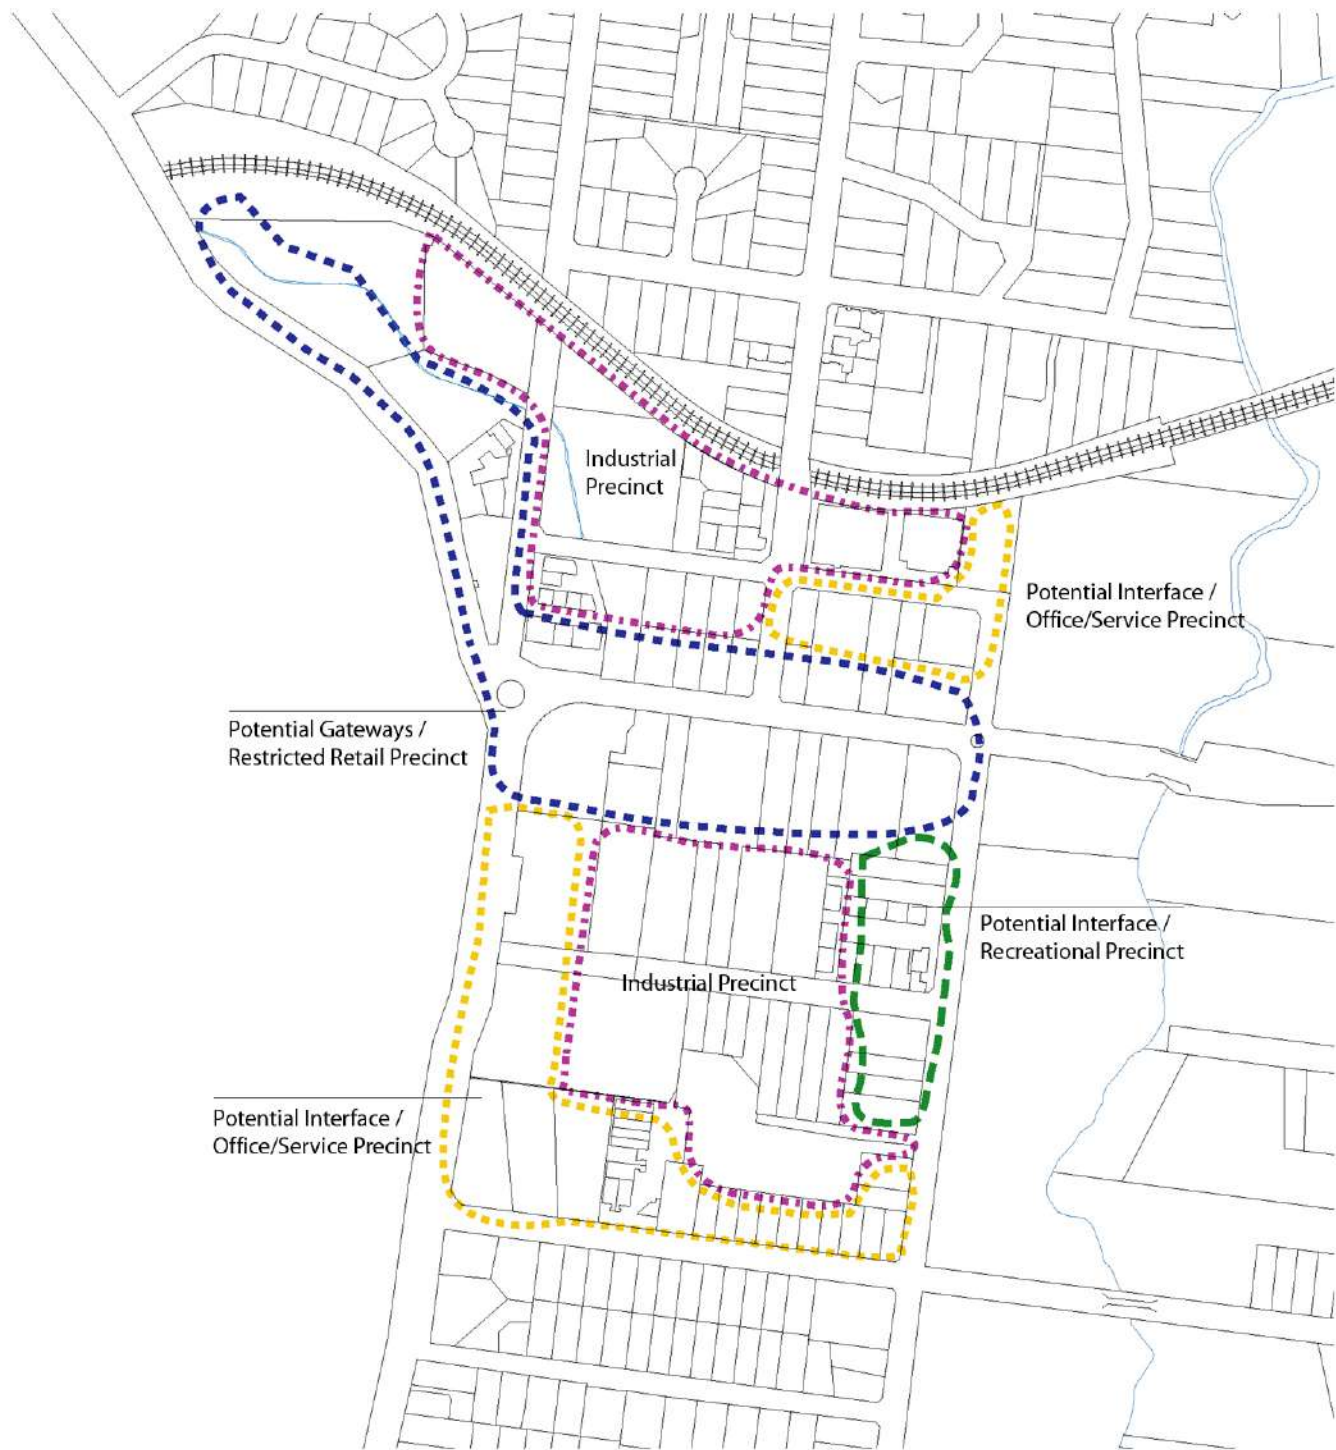 Industrial
Precinct
Potential Interface /
Office/Service Precinct
Potential Gateways /
Restricted Retail Precinct
Potential Interface /
Recreational Precinct
Industrial Precinct
Potential Interface /
Office/Service Precinct